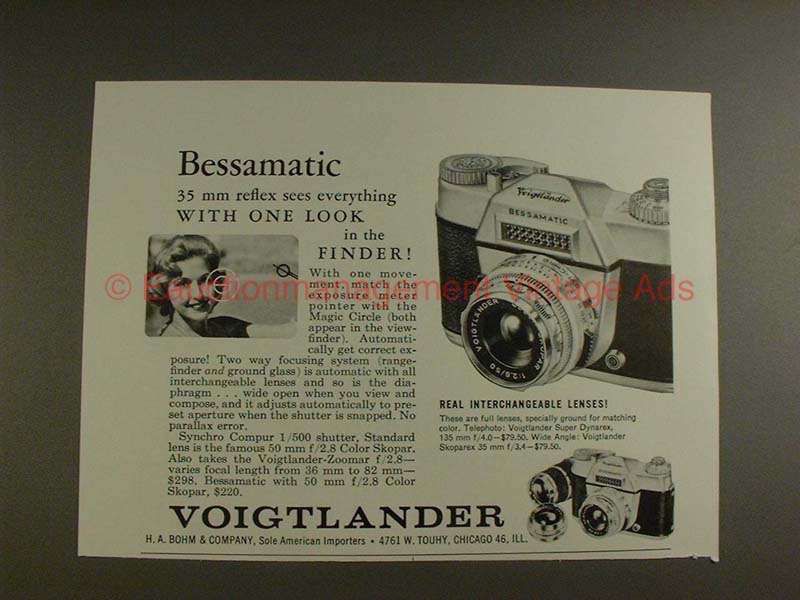 Bessamatic
35 mm reflex sees everything
WITH ONE LOOK
in the
FINDER!
With one move-
ment, match the
exposure meter
pointer with the
Magic Circle (both
appear in the view-
finder). Automati-
cally get correct ex-
posure! Two way focusing system (range-
finder and ground glass) is automatic with all
interchangeable lenses and so is the dia-
phragm . . . wide open when you view and
compose, and it adjusts automatically to pre-
set aperture when the shutter is snapped. No
parallax error.
Synchro Compur 1/500 shutter, Standard
lens is the famous 50 mm f/2.8 Color Skopar.
Also takes the Voigtlander-Zoomar f/2.8—
varies focal length from 36 mm to 82 mm—
$298. Bessamatic with 50 mm f/2.8 Color
Skopar, $220.
Voigtländer
BESSAMATIC
VOIGTLANDER
1:2,8/50
REAL INTERCHANGEABLE LENSES!
These are full lenses, specially ground for matching
color. Telephoto: Voigtlander Super Dynarex,
135 mm f/4.0—$79.50. Wide Angle: Voigtlander
Skoparex 35 mm f/3.4—$79.50.
VOIGTLANDER
H. A. BOHM & COMPANY, Sole American Importers • 4761 W. TOUHY, CHICAGO 46, ILL.
© Eauctionmanagement Vintage Ads